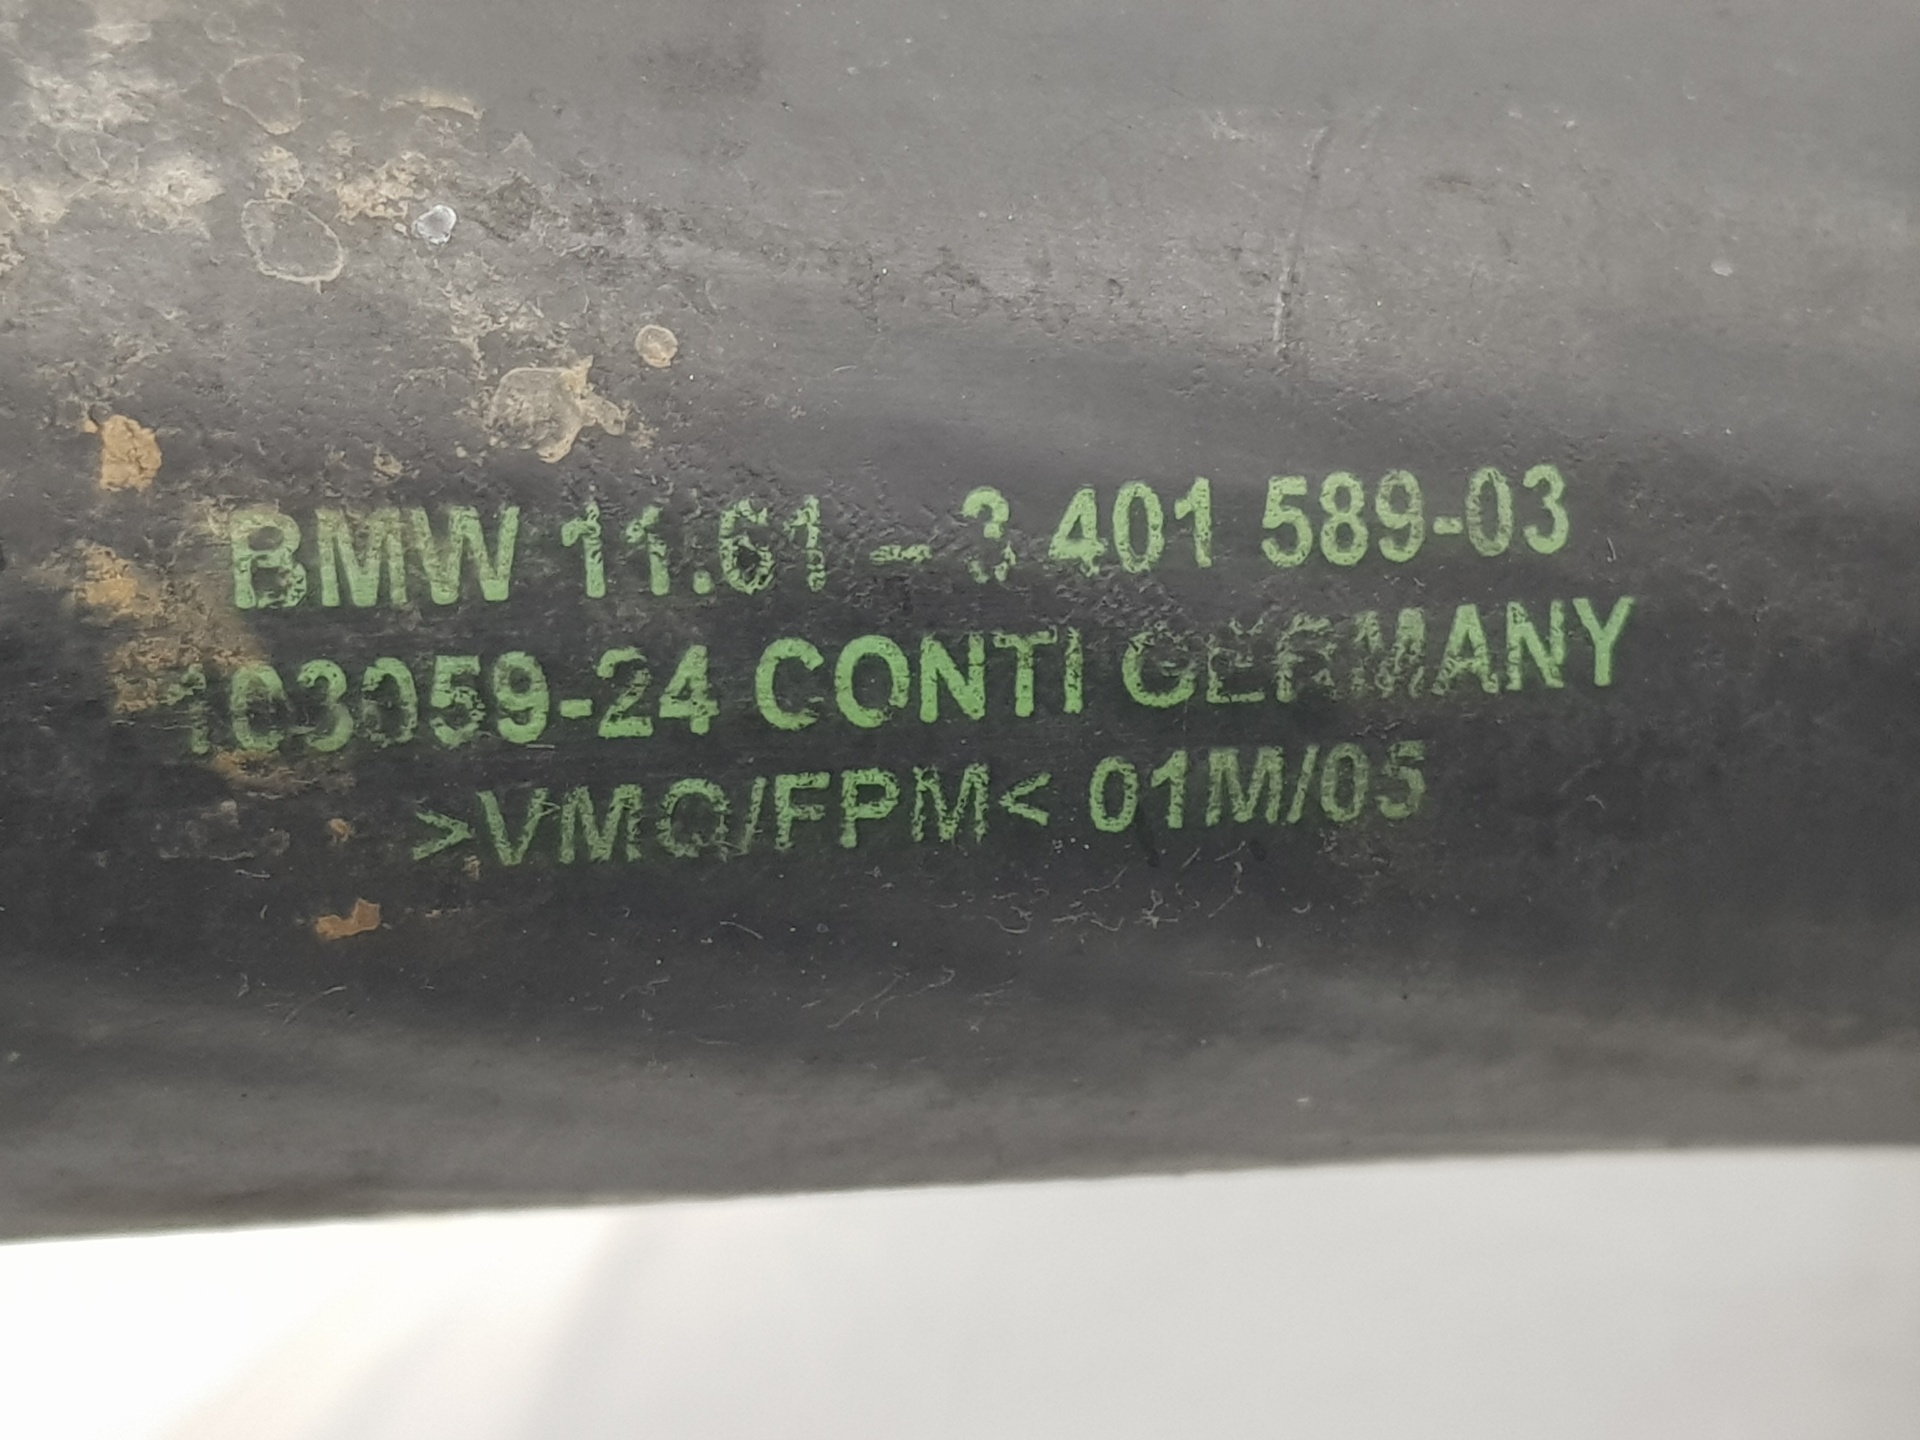 BMW 11.61 - 3 401 589-03
103059-24 CONTI GERMANY
>VMQ/FPM< 01M/05